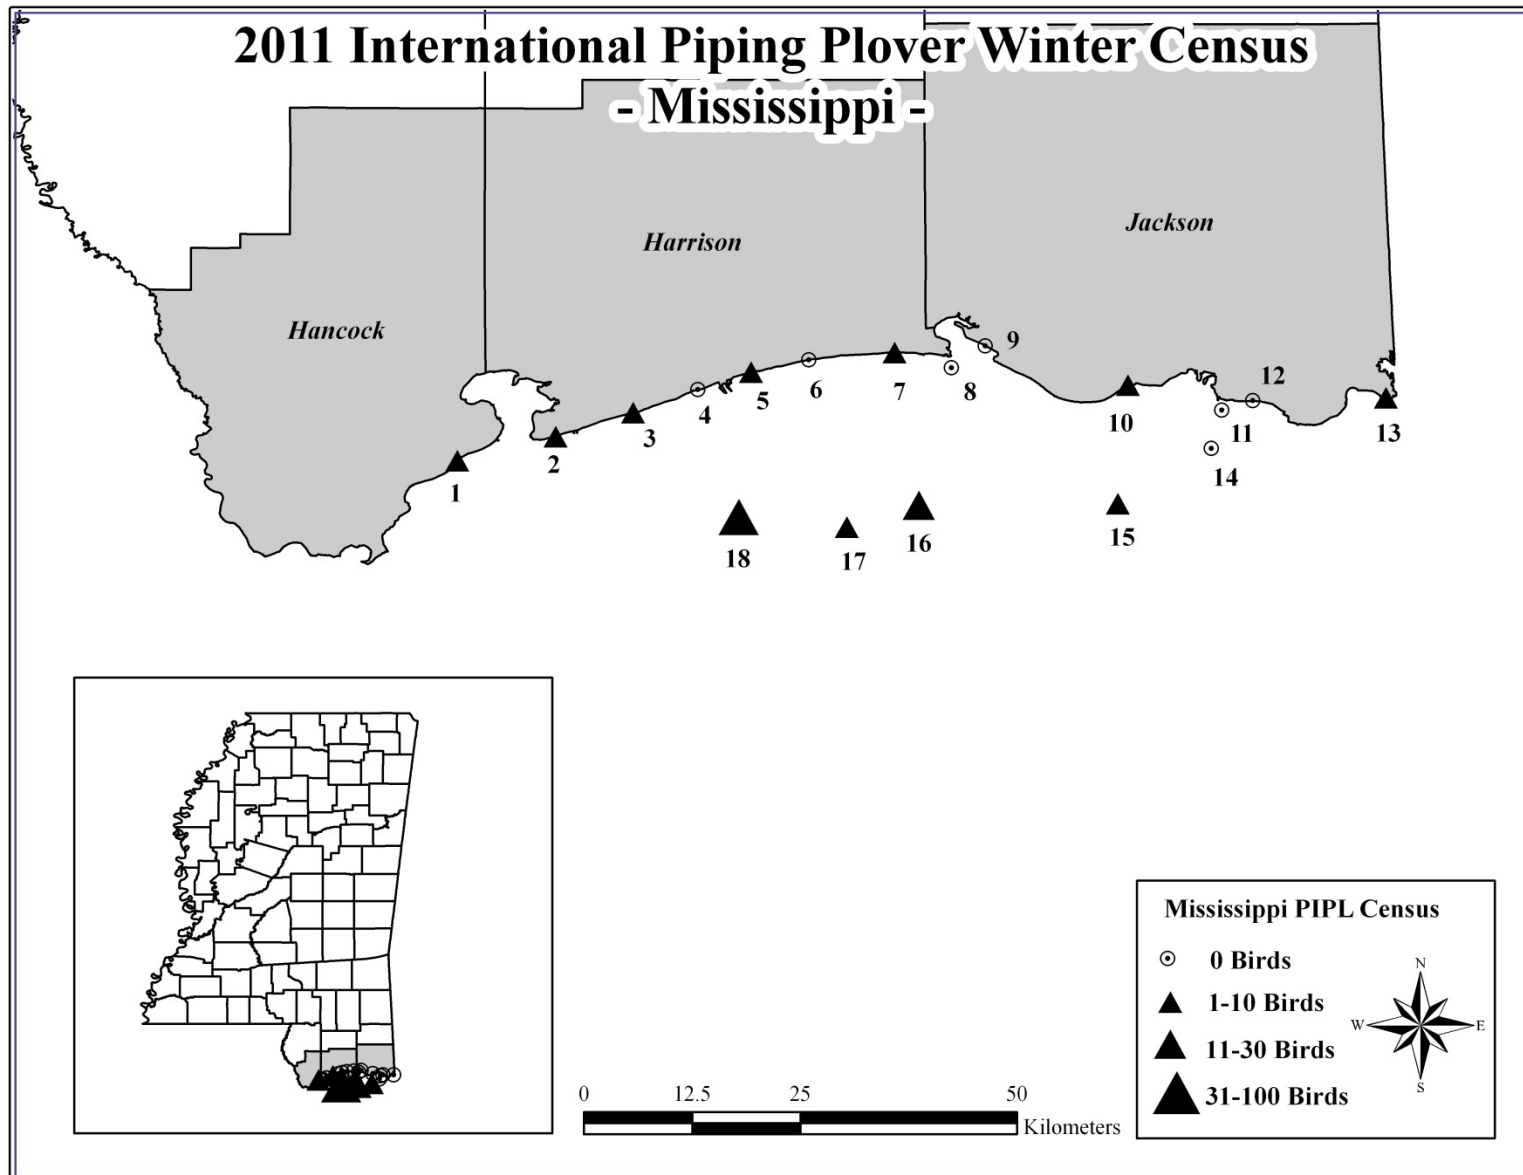 2011 International Piping Plover Winter Census
- Mississippi -
Jackson
Harrison
Hancock
9
6
7
8
12
5
4
10
3
11
13
2
1
14
15
16
18
17
Mississippi PIPL Census
0 Birds
1-10 Birds
11-30 Birds
31-100 Birds
N
W
E
S
0
12.5
25
50
Kilometers